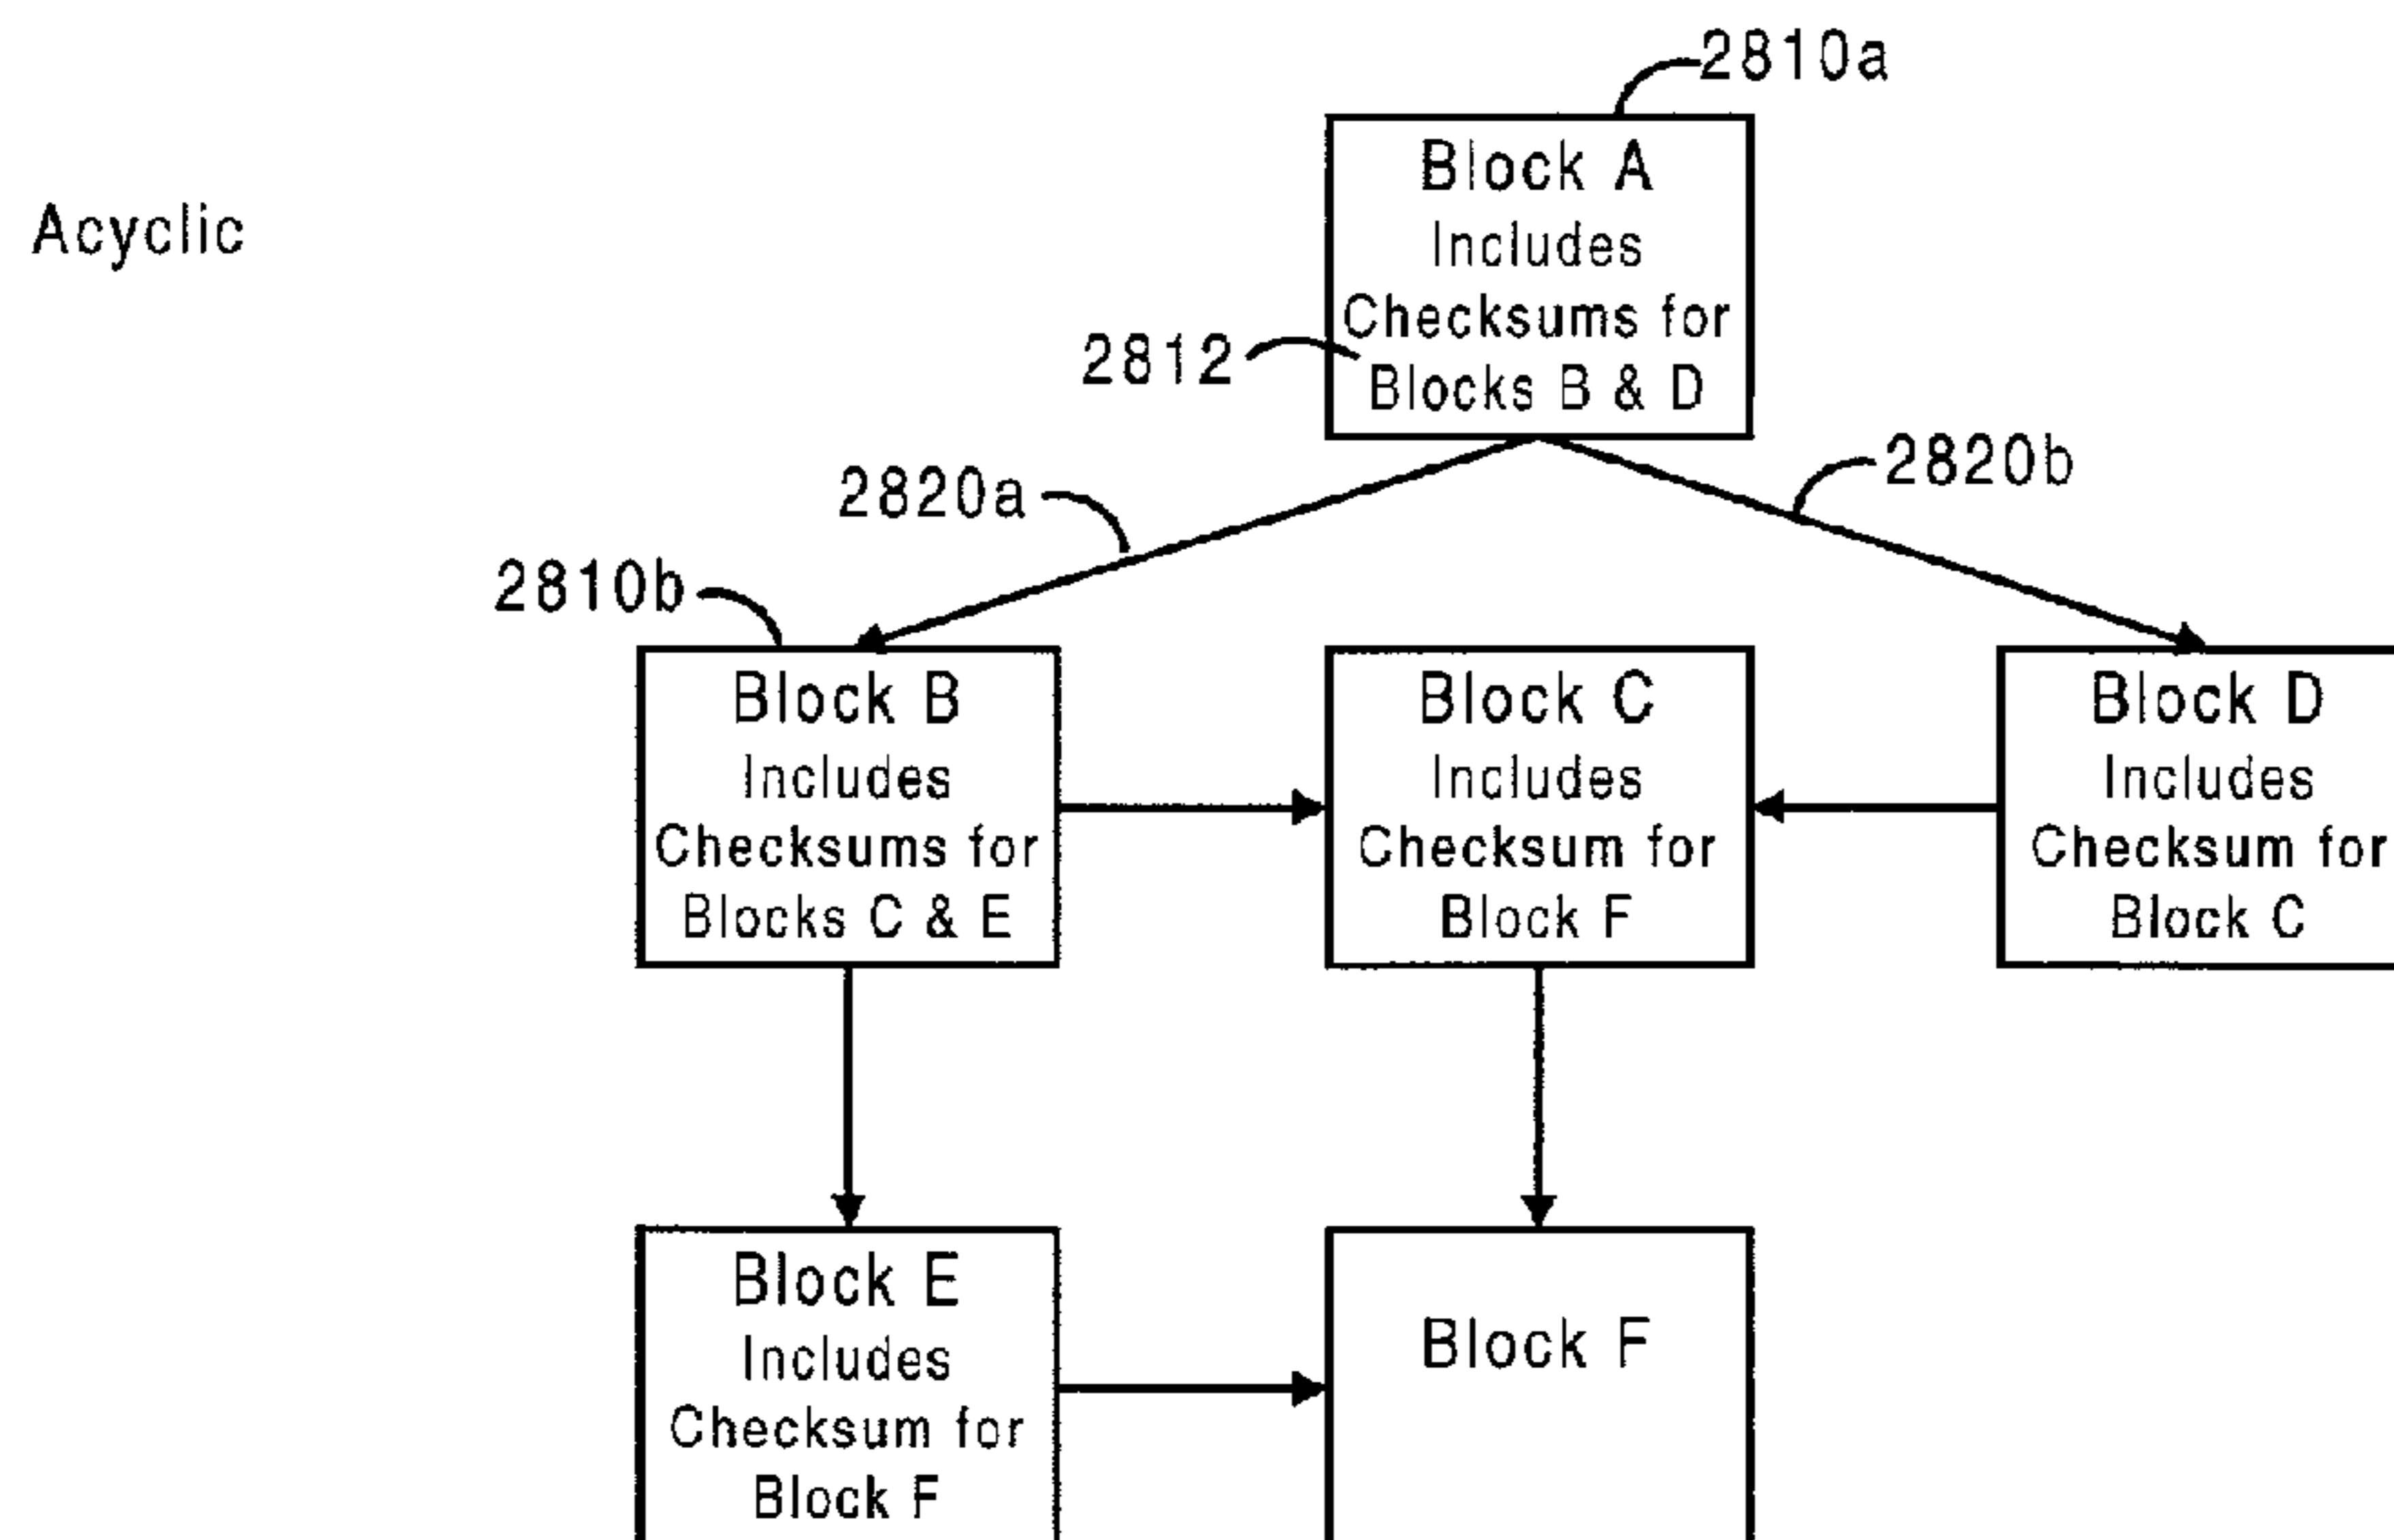 2810a
Acyclic
Block A
Includes
Checksums for
Blocks B & D
2812
2820a
2820b
2810b
Block B
Includes
Checksums for
Blocks C & E
Block C
Includes
Checksum for
Block F
Block D
Includes
Checksum for
Block C
Block E
Includes
Checksum for
Block F
Block F